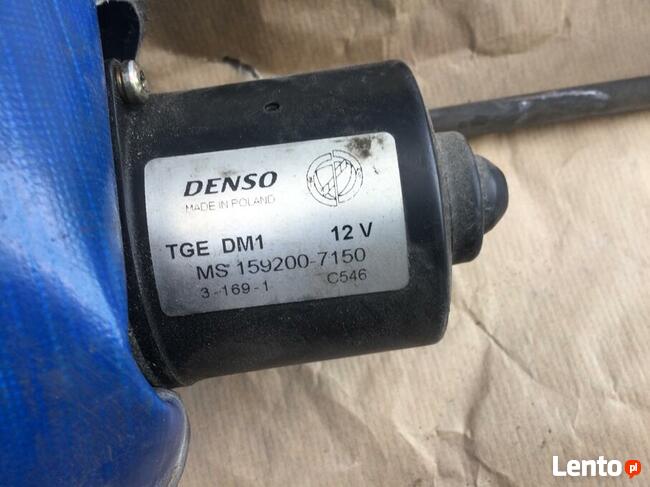 DENSO
MADE IN POLAND
TGE DM1 12 V
MS 159200-7150
3-169-1 C546
Lento.pl